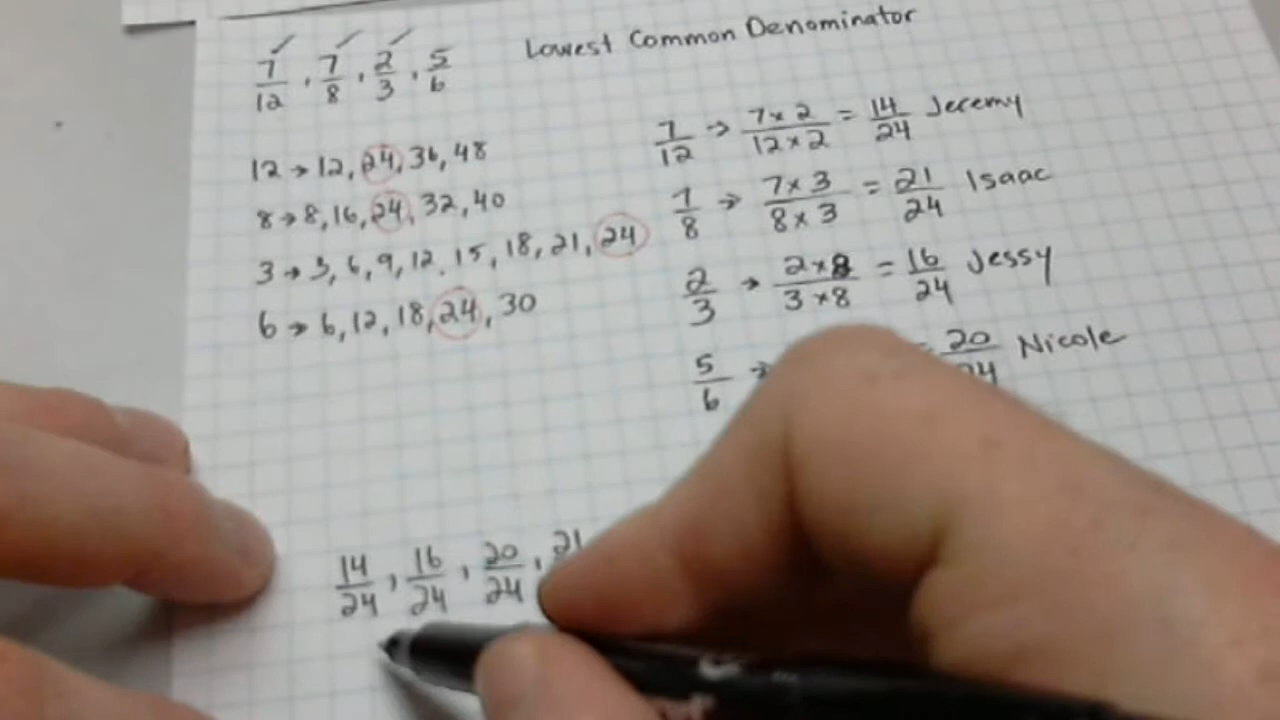 7/12, 7/8, 2/3, 5/6
Lowest Common Denominator
12 → 12, 24, 36, 48
8 → 8, 16, 24, 32, 40
3 → 3, 6, 9, 12, 15, 18, 21, 24
6 → 6, 12, 18, 24, 30
7/12 → 7×2/12×2 = 14/24 Jeremy
7/8 → 7×3/8×3 = 21/24 Isaac
2/3 → 2×8/3×8 = 16/24 Jessy
5/6 → = 20/24 Nicole
14/24, 16/24, 20/24, 21